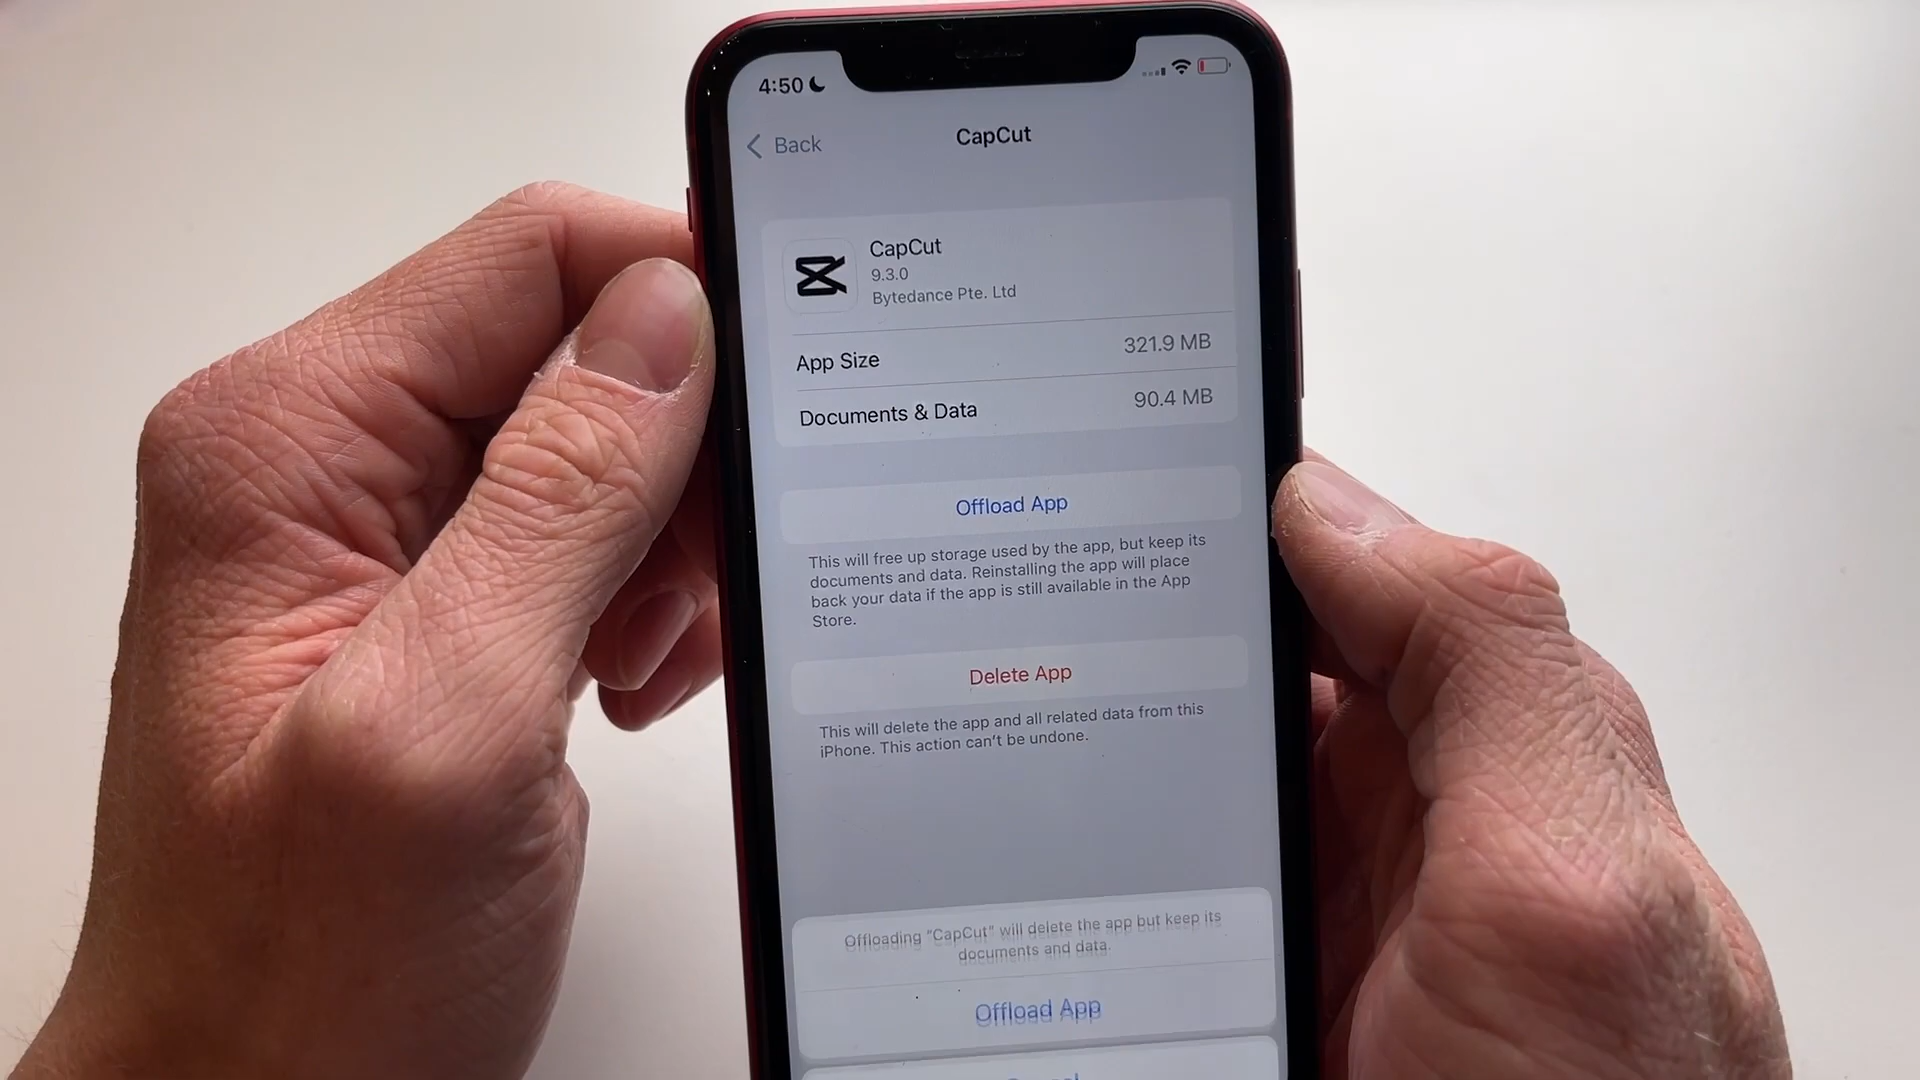 4:50
Back
CapCut
CapCut
9.3.0
Bytedance Pte. Ltd
App Size 321.9 MB
Documents & Data 90.4 MB
Offload App
This will free up storage used by the app, but keep its
documents and data. Reinstalling the app will place
back your data if the app is still available in the App
Store.
Delete App
This will delete the app and all related data from this
iPhone. This action can't be undone.
Offloading "CapCut" will delete the app but keep its
documents and data.
Offload App